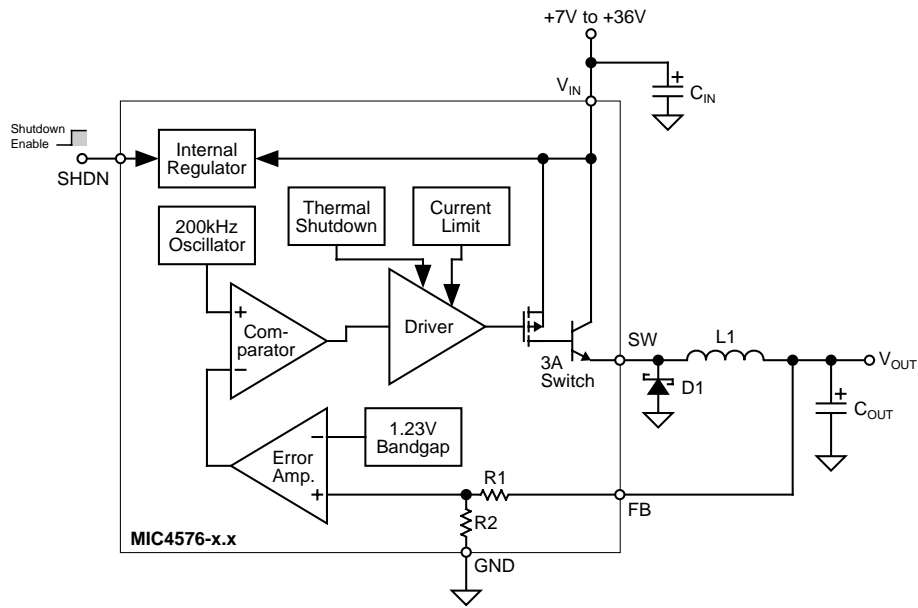 +7V to +36V
VIN
+
CIN
Shutdown
Enable
SHDN
Internal
Regulator
200kHz
Oscillator
Thermal
Shutdown
Current
Limit
+
Com-
parator
−
Driver
3A
Switch
SW
L1
D1
VOUT
+
COUT
Error
Amp.
−
+
1.23V
Bandgap
R1
R2
FB
MIC4576-x.x
GND